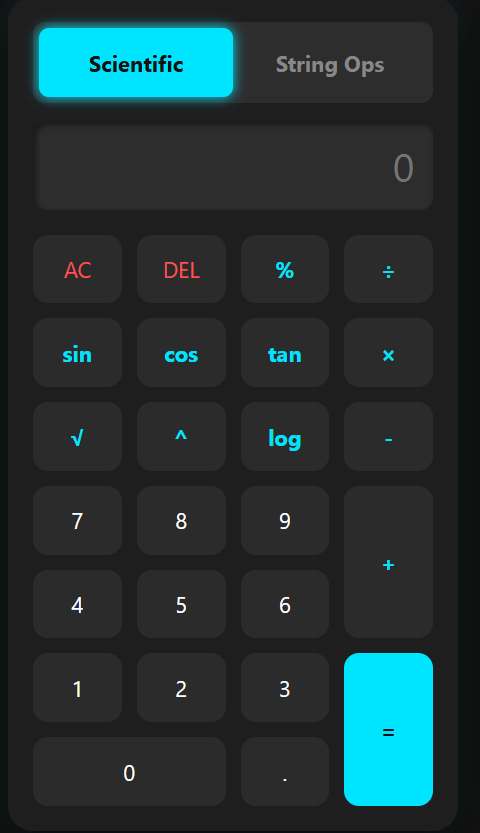 Scientific String Ops
0
AC DEL % ÷
sin cos tan ×
√ ^ log -
7 8 9
+
4 5 6
1 2 3
=
0 .